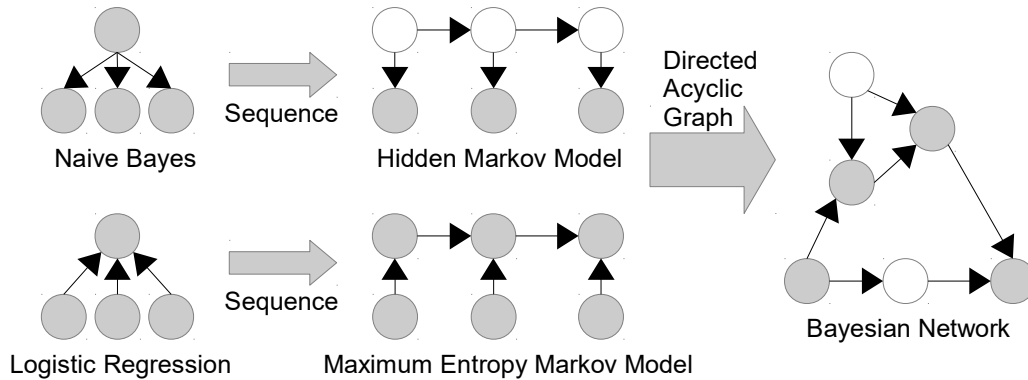 Sequence
Naive Bayes
Hidden Markov Model
Directed
Acyclic
Graph
Sequence
Logistic Regression
Maximum Entropy Markov Model
Bayesian Network